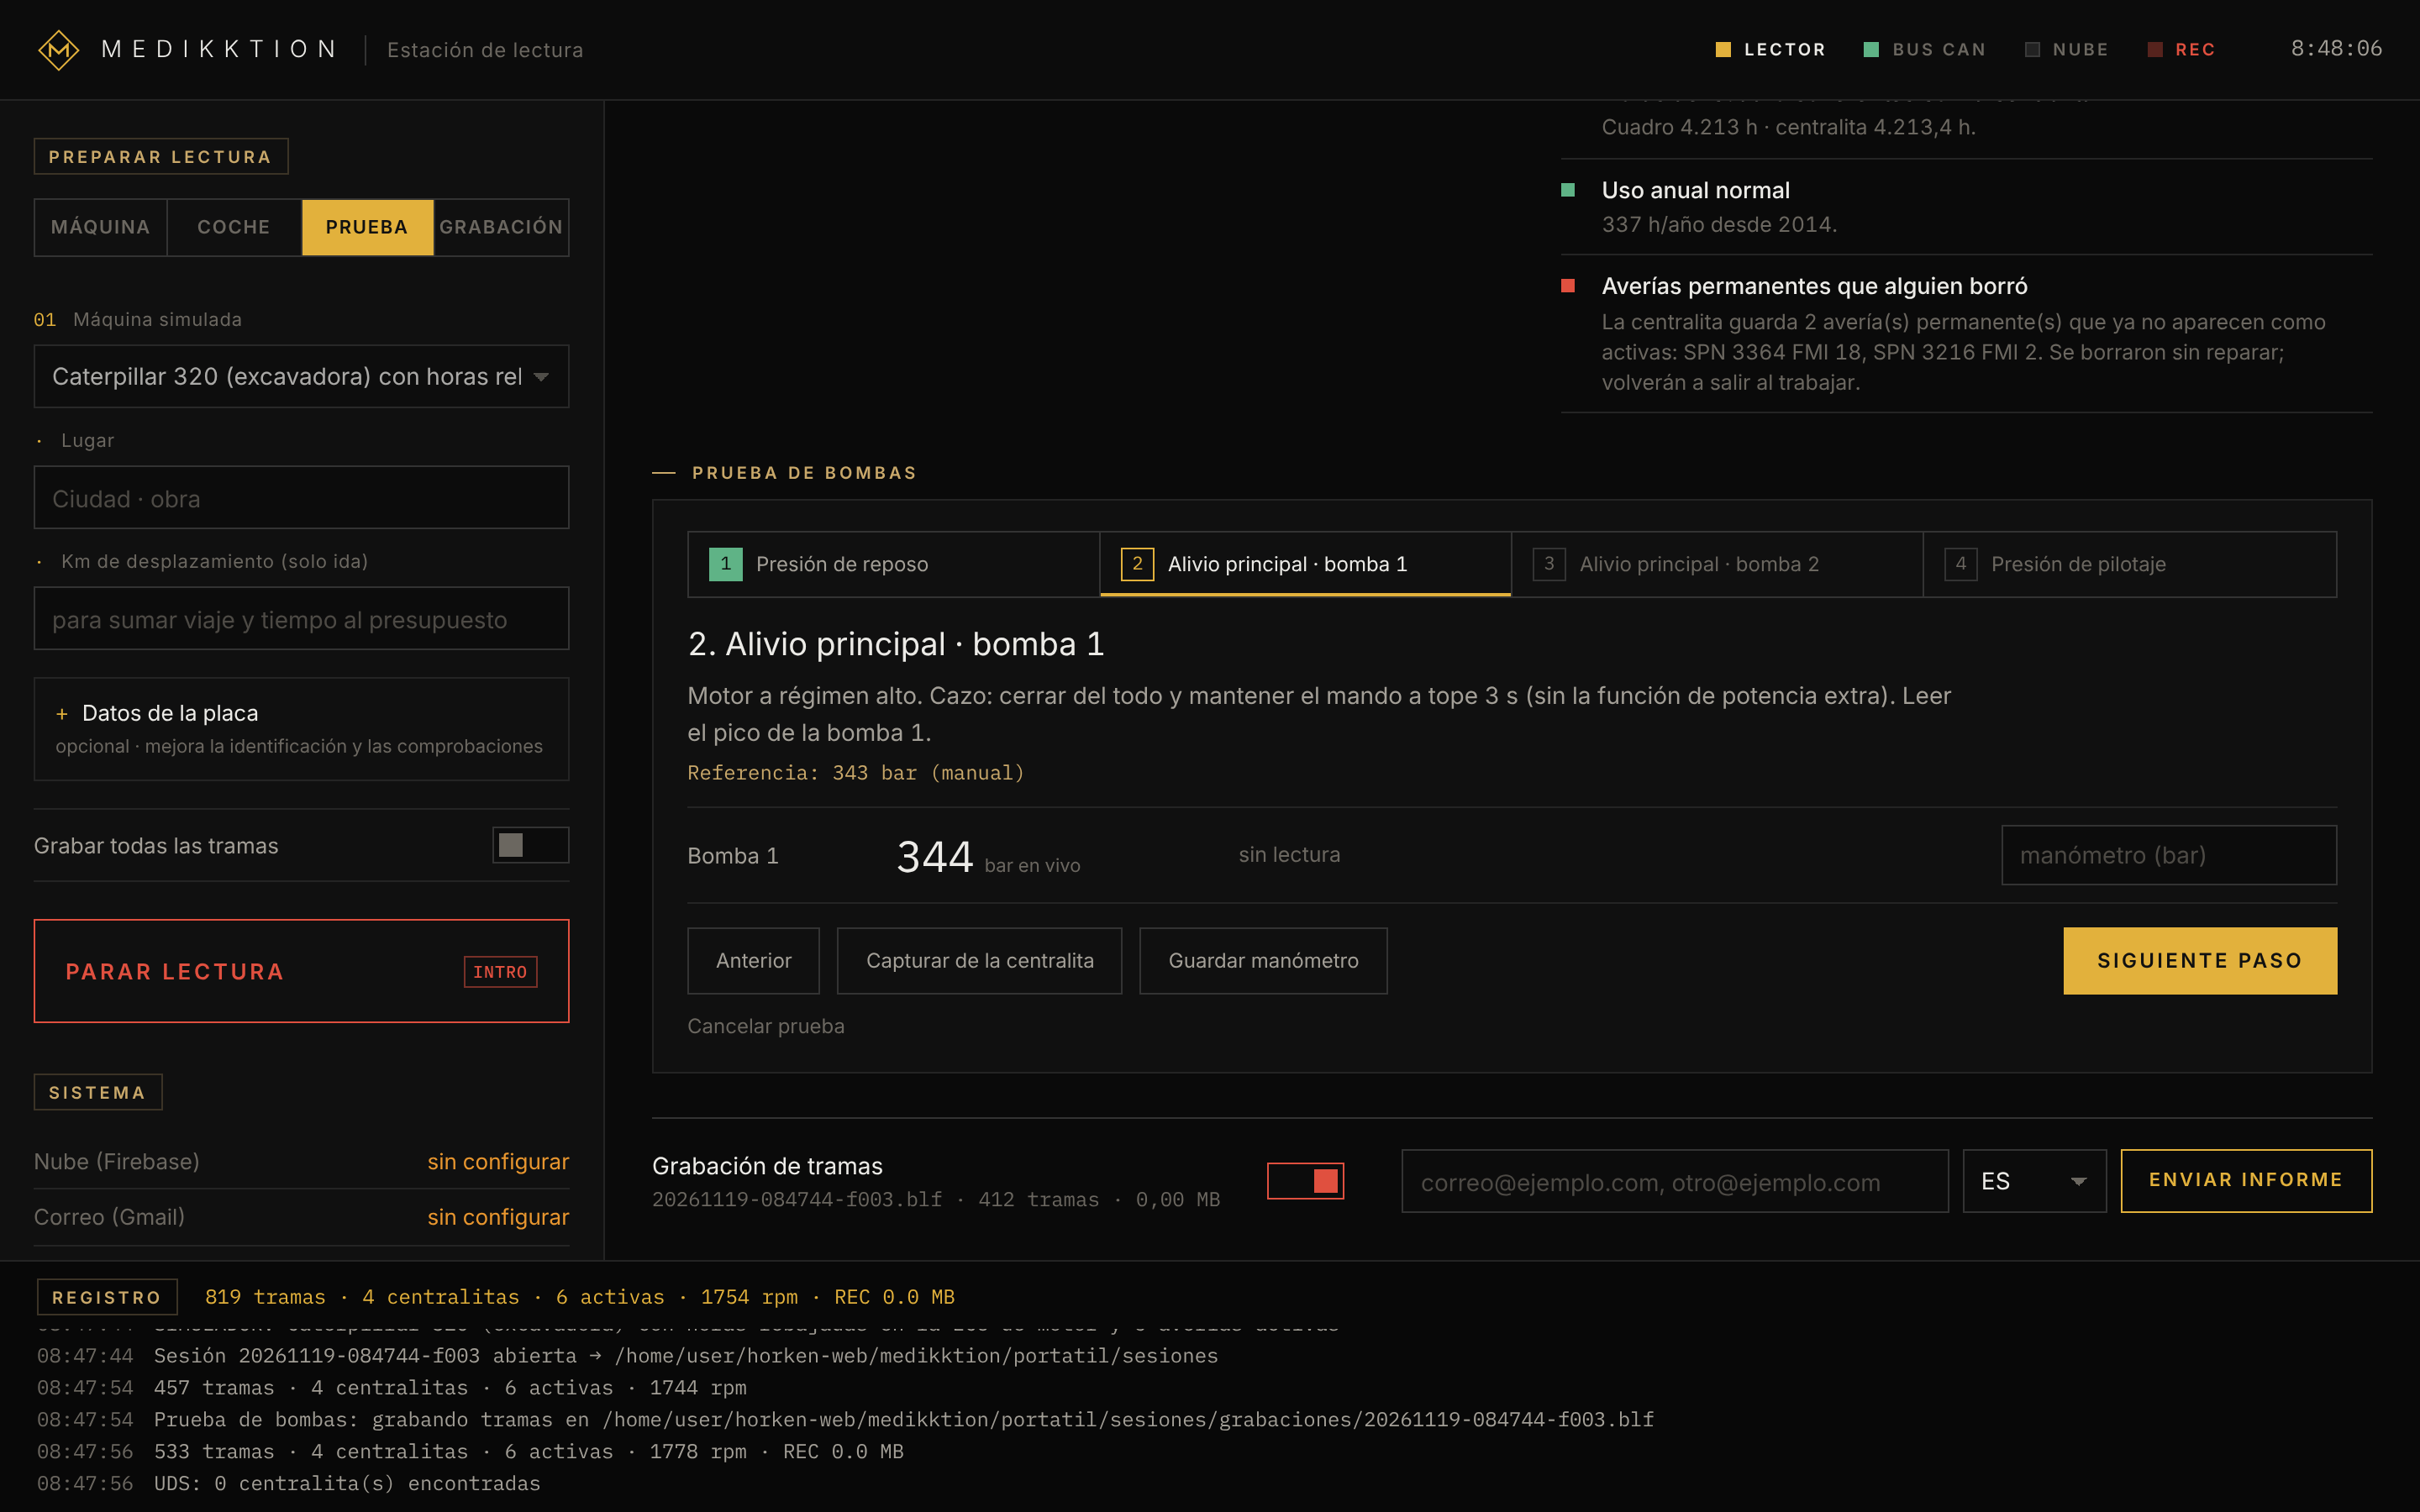 MEDIKKTION
Estación de lectura
LECTOR
BUS CAN
NUBE
REC
8:48:06
PREPARAR LECTURA
MÁQUINA
COCHE
PRUEBA
GRABACIÓN
01 Máquina simulada
Caterpillar 320 (excavadora) con horas rel
· Lugar
Ciudad · obra
· Km de desplazamiento (solo ida)
para sumar viaje y tiempo al presupuesto
+ Datos de la placa
opcional · mejora la identificación y las comprobaciones
Grabar todas las tramas
PARAR LECTURA
INTRO
SISTEMA
Nube (Firebase)
sin configurar
Correo (Gmail)
sin configurar
Cuadro 4.213 h · centralita 4.213,4 h.
Uso anual normal
337 h/año desde 2014.
Averías permanentes que alguien borró
La centralita guarda 2 avería(s) permanente(s) que ya no aparecen como
activas: SPN 3364 FMI 18, SPN 3216 FMI 2. Se borraron sin reparar;
volverán a salir al trabajar.
PRUEBA DE BOMBAS
1 Presión de reposo
2 Alivio principal · bomba 1
3 Alivio principal · bomba 2
4 Presión de pilotaje
2. Alivio principal · bomba 1
Motor a régimen alto. Cazo: cerrar del todo y mantener el mando a tope 3 s (sin la función de potencia extra). Leer
el pico de la bomba 1.
Referencia: 343 bar (manual)
Bomba 1
344 bar en vivo
sin lectura
manómetro (bar)
Anterior
Capturar de la centralita
Guardar manómetro
SIGUIENTE PASO
Cancelar prueba
Grabación de tramas
20261119-084744-f003.blf · 412 tramas · 0,00 MB
correo@ejemplo.com, otro@ejemplo.com
ES
ENVIAR INFORME
REGISTRO
819 tramas · 4 centralitas · 6 activas · 1754 rpm · REC 0.0 MB
08:47:44 Sesión 20261119-084744-f003 abierta → /home/user/horken-web/medikktion/portatil/sesiones
08:47:54 457 tramas · 4 centralitas · 6 activas · 1744 rpm
08:47:54 Prueba de bombas: grabando tramas en /home/user/horken-web/medikktion/portatil/sesiones/grabaciones/20261119-084744-f003.blf
08:47:56 533 tramas · 4 centralitas · 6 activas · 1778 rpm · REC 0.0 MB
08:47:56 UDS: 0 centralita(s) encontradas